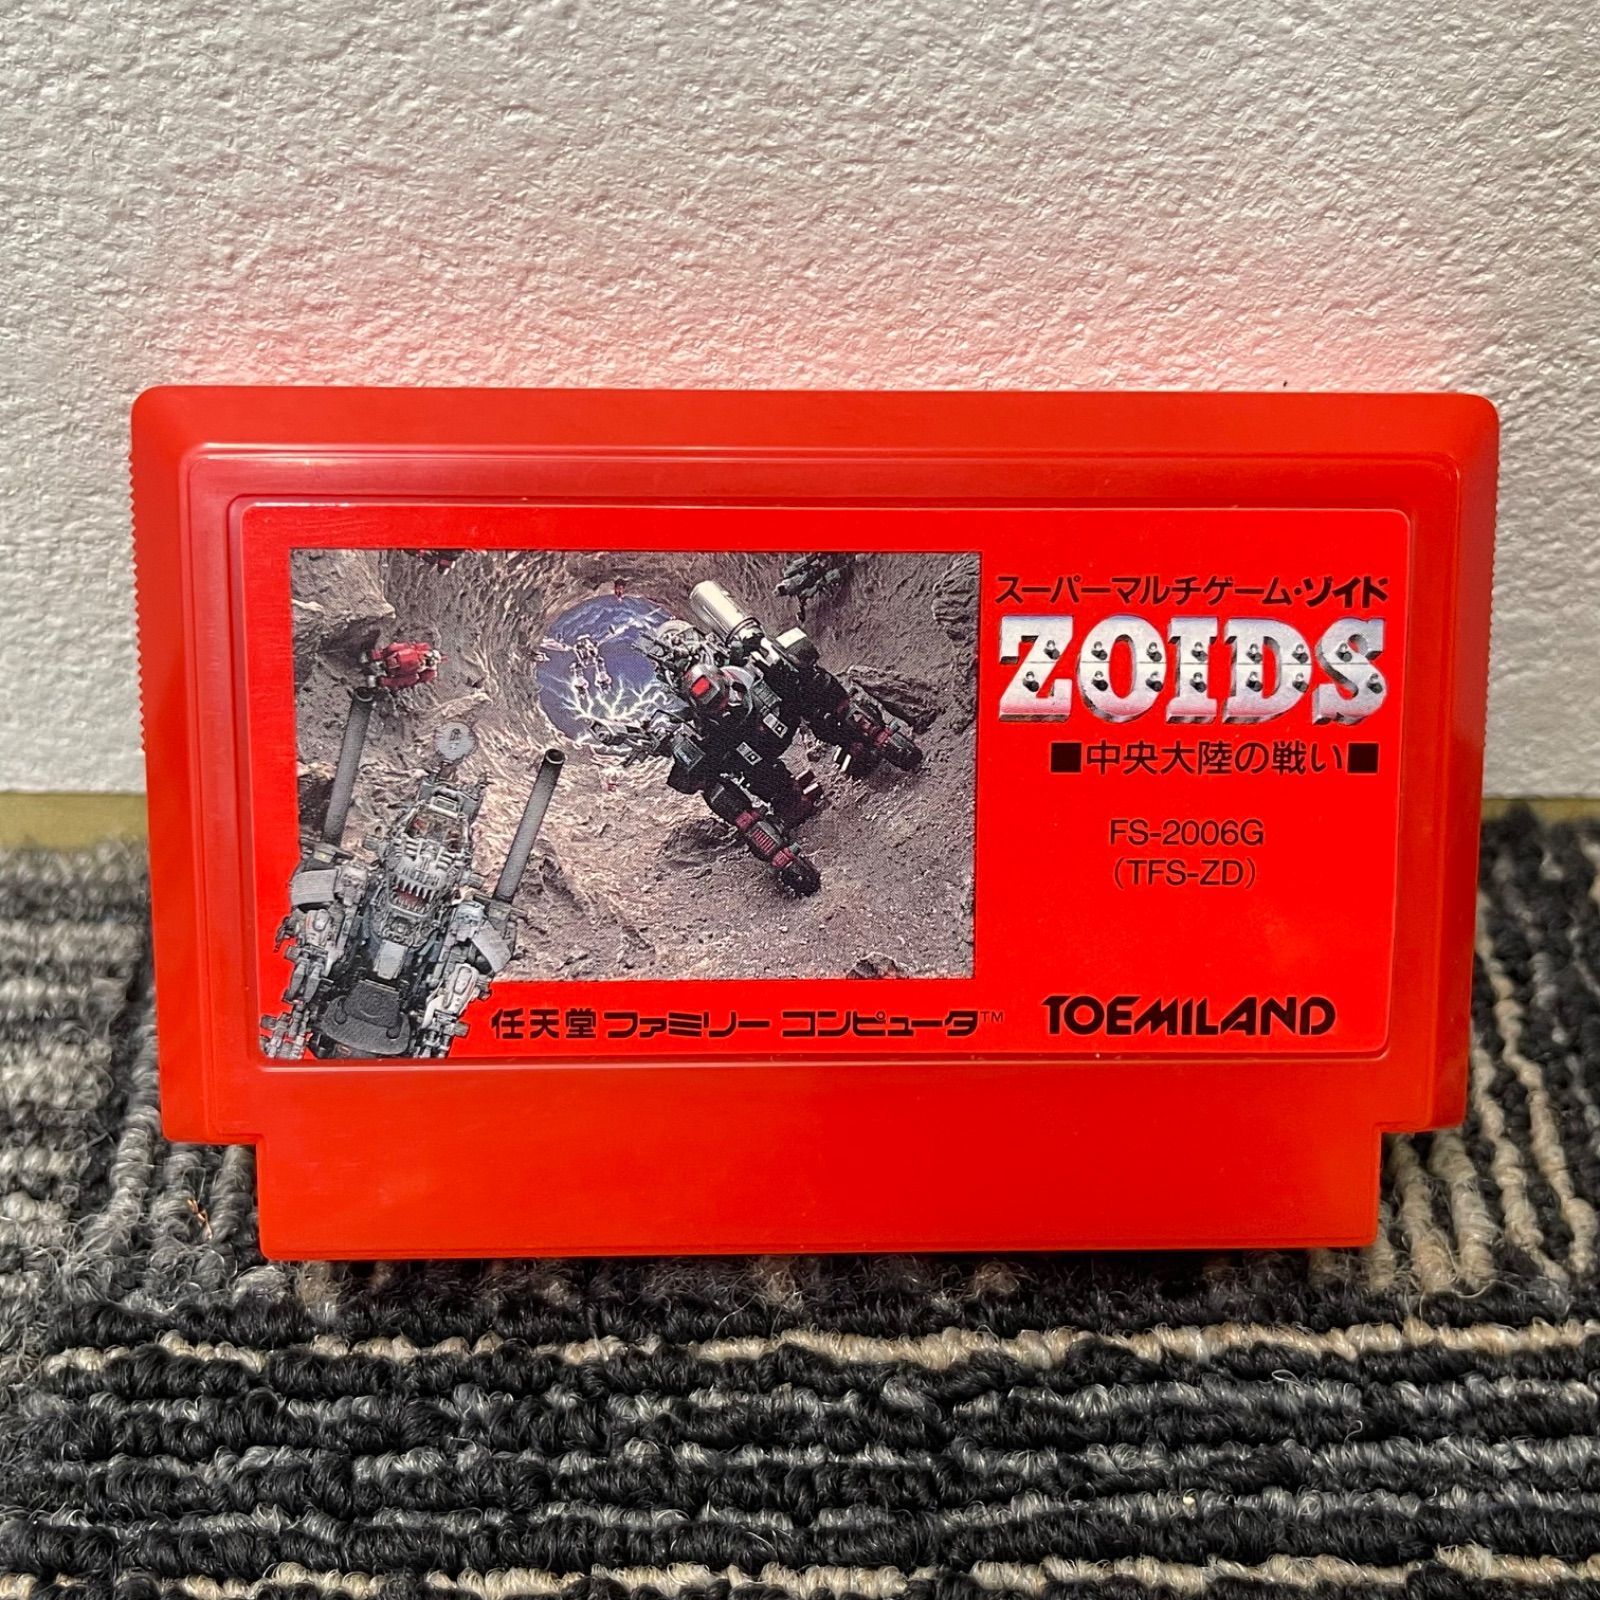 スーパーマルチゲーム・ゾイド
ZOIDS
■中央大陸の戦い■
FS-2006G
(TFS-ZD)
任天堂 ファミリー コンピュータ™ TOEMILAND